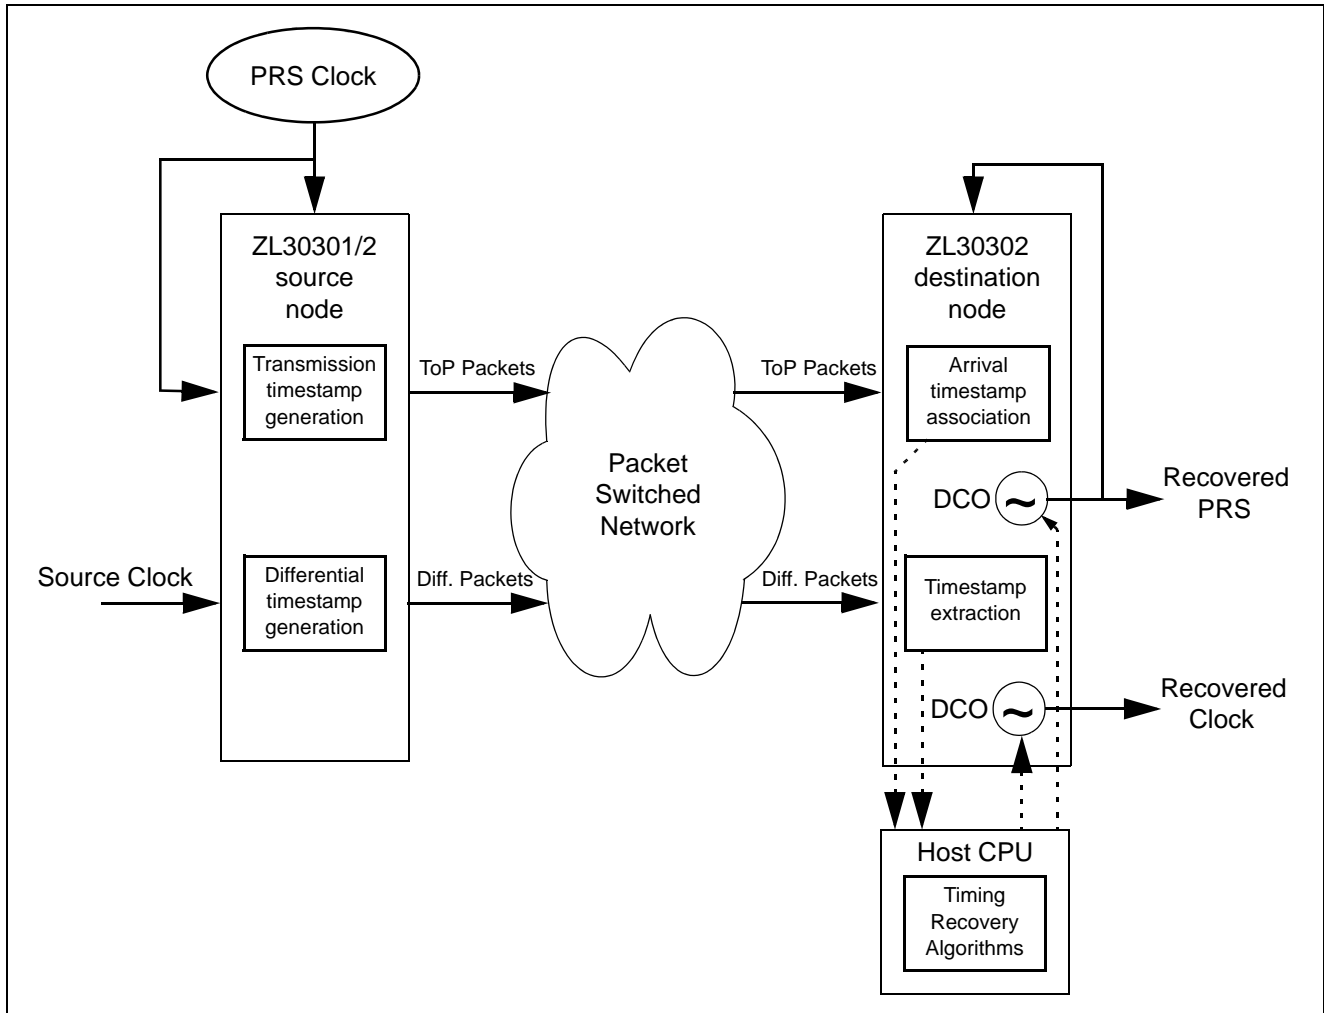 PRS Clock
ZL30301/2
source
node
Transmission
timestamp
generation
Source Clock
Differential
timestamp
generation
ToP Packets
Diff. Packets
Packet
Switched
Network
ToP Packets
Diff. Packets
ZL30302
destination
node
Arrival
timestamp
association
DCO
~
Recovered
PRS
Timestamp
extraction
DCO
~
Recovered
Clock
Host CPU
Timing
Recovery
Algorithms